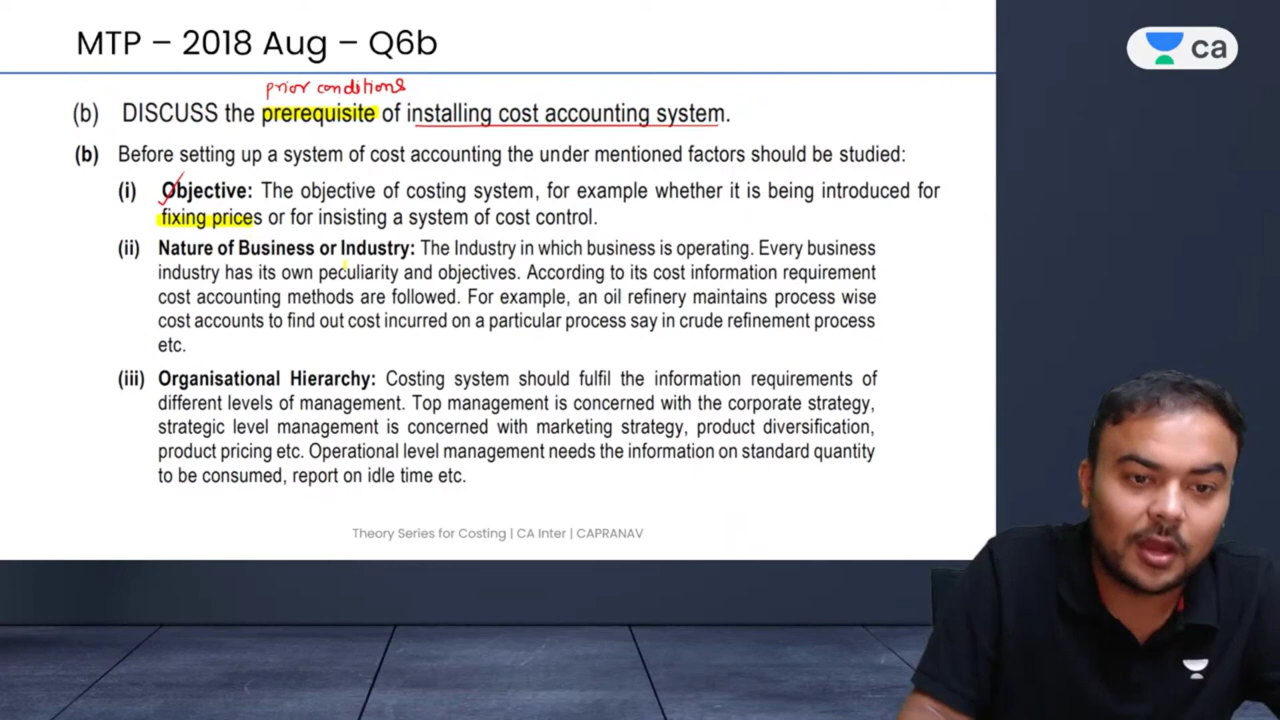 MTP – 2018 Aug – Q6b
ca
prior conditions
(b) DISCUSS the prerequisite of installing cost accounting system.
(b) Before setting up a system of cost accounting the under mentioned factors should be studied:
(i) Objective: The objective of costing system, for example whether it is being introduced for
fixing prices or for insisting a system of cost control.
(ii) Nature of Business or Industry: The Industry in which business is operating. Every business
industry has its own peculiarity and objectives. According to its cost information requirement
cost accounting methods are followed. For example, an oil refinery maintains process wise
cost accounts to find out cost incurred on a particular process say in crude refinement process
etc.
(iii) Organisational Hierarchy: Costing system should fulfil the information requirements of
different levels of management. Top management is concerned with the corporate strategy,
strategic level management is concerned with marketing strategy, product diversification,
product pricing etc. Operational level management needs the information on standard quantity
to be consumed, report on idle time etc.
Theory Series for Costing | CA Inter | CAPRANAV